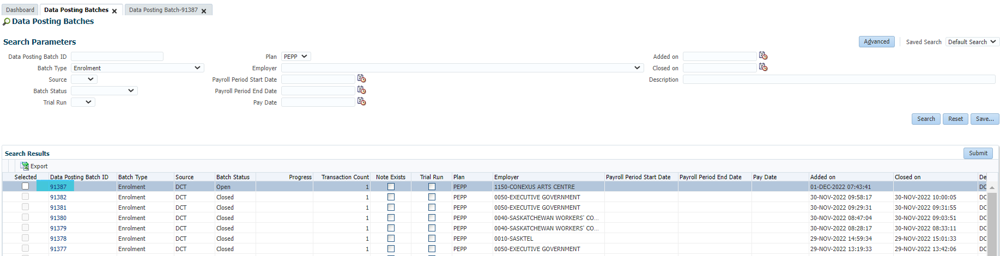 Dashboard Data Posting Batches Data Posting Batch-91387
Data Posting Batches
Search Parameters Advanced Saved Search Default Search
Data Posting Batch ID Plan PEPP Added on
Batch Type Enrolment Employer Closed on
Source Payroll Period Start Date Description
Batch Status Payroll Period End Date
Trial Run Pay Date
Search Reset Save...
Search Results Submit
Export
Selected Data Posting Batch ID Batch Type Source Batch Status Progress Transaction Count Note Exists Trial Run Plan Employer Payroll Period Start Date Payroll Period End Date Pay Date Added on Closed on De
91387 Enrolment DCT Open 1 PEPP 1150-CONEXUS ARTS CENTRE 01-DEC-2022 07:43:41 DC
91382 Enrolment DCT Closed 1 PEPP 0050-EXECUTIVE GOVERNMENT 30-NOV-2022 09:58:17 30-NOV-2022 10:00:05 DC
91381 Enrolment DCT Closed 1 PEPP 0050-EXECUTIVE GOVERNMENT 30-NOV-2022 09:29:31 30-NOV-2022 09:31:55 DC
91380 Enrolment DCT Closed 1 PEPP 0040-SASKATCHEWAN WORKERS' CO... 30-NOV-2022 08:47:04 30-NOV-2022 09:03:51 DC
91379 Enrolment DCT Closed 1 PEPP 0040-SASKATCHEWAN WORKERS' CO... 30-NOV-2022 08:28:17 30-NOV-2022 08:33:11 DC
91378 Enrolment DCT Closed 1 PEPP 0010-SASKTEL 29-NOV-2022 14:59:34 29-NOV-2022 15:01:33 DC
91377 Enrolment DCT Closed 1 PEPP 0050-EXECUTIVE GOVERNMENT 29-NOV-2022 13:19:33 29-NOV-2022 13:42:06 DC